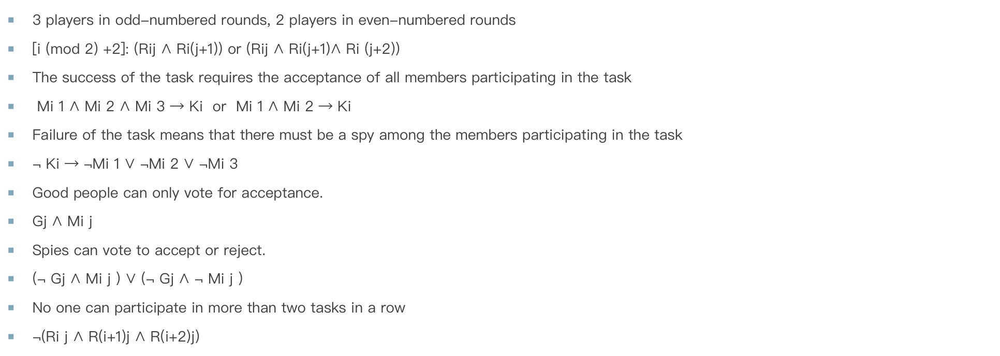 3 players in odd–numbered rounds, 2 players in even–numbered rounds
[i (mod 2) +2]: (Rij ∧ Ri(j+1)) or (Rij ∧ Ri(j+1)∧ Ri (j+2))
The success of the task requires the acceptance of all members participating in the task
Mi 1 ∧ Mi 2 ∧ Mi 3 → Ki or Mi 1 ∧ Mi 2 → Ki
Failure of the task means that there must be a spy among the members participating in the task
¬ Ki → ¬Mi 1 ∨ ¬Mi 2 ∨ ¬Mi 3
Good people can only vote for acceptance.
Gj ∧ Mi j
Spies can vote to accept or reject.
(¬ Gj ∧ Mi j ) ∨ (¬ Gj ∧ ¬ Mi j )
No one can participate in more than two tasks in a row
¬(Ri j ∧ R(i+1)j ∧ R(i+2)j)